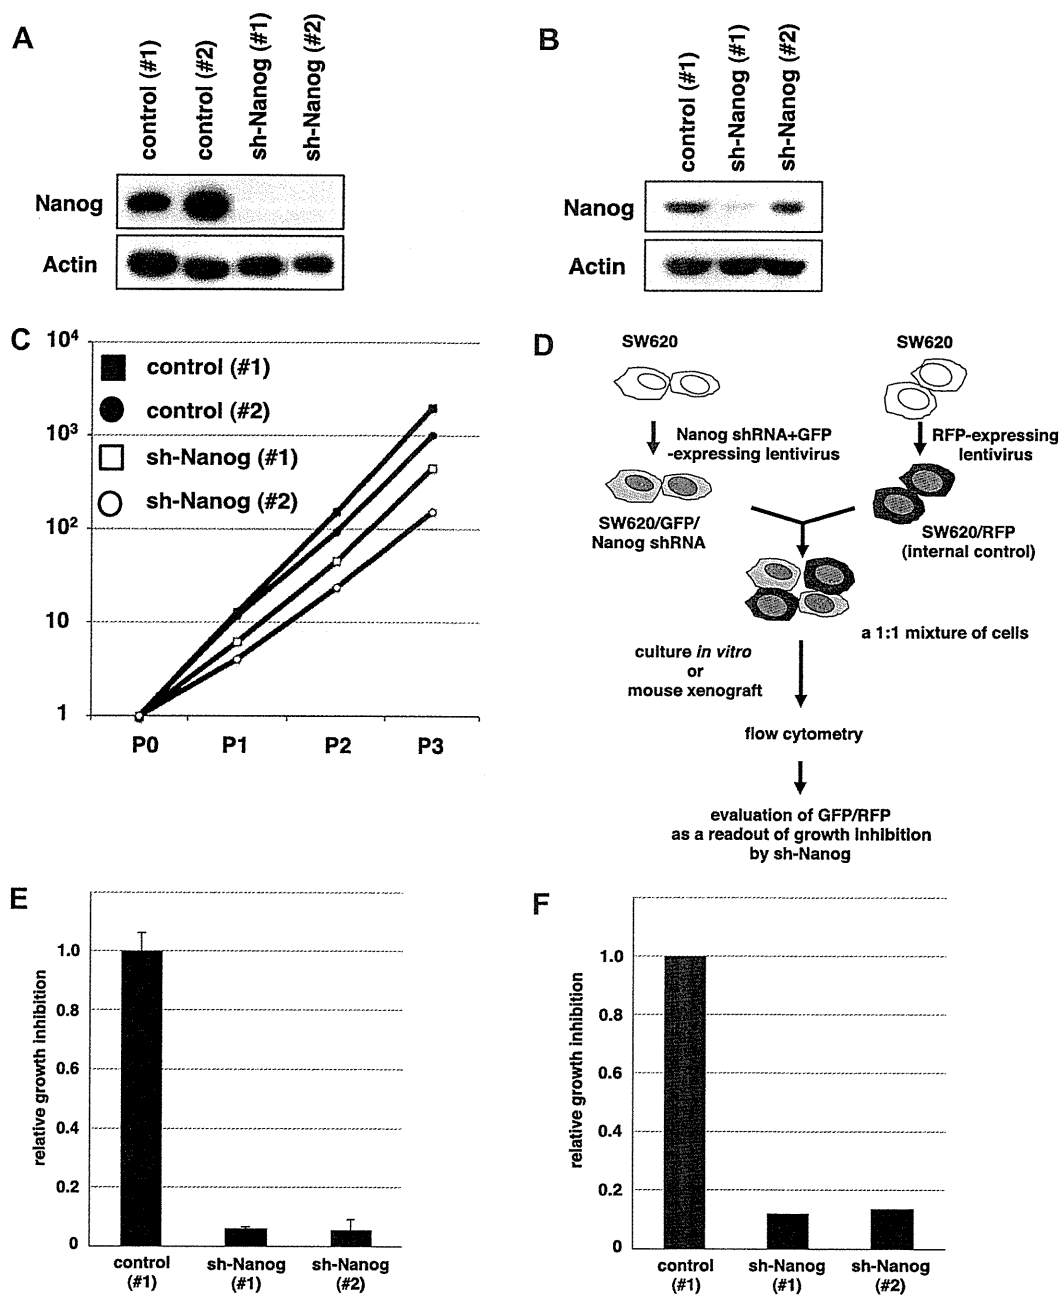 A
control (#1)
control (#2)
sh-Nanog (#1)
sh-Nanog (#2)
Nanog
Actin
B
control (#1)
sh-Nanog (#1)
sh-Nanog (#2)
Nanog
Actin
C
10⁴
10³
10²
10
1
control (#1)
control (#2)
sh-Nanog (#1)
sh-Nanog (#2)
P0
P1
P2
P3
D
SW620
SW620
Nanog shRNA+GFP
-expressing lentivirus
RFP-expressing
lentivirus
SW620/GFP/
Nanog shRNA
SW620/RFP
(internal control)
a 1:1 mixture of cells
culture in vitro
or
mouse xenograft
flow cytometry
evaluation of GFP/RFP
as a readout of growth inhibition
by sh-Nanog
E
relative growth inhibition
1.0
0.8
0.6
0.4
0.2
0
control
(#1)
sh-Nanog
(#1)
sh-Nanog
(#2)
F
relative growth inhibition
1.0
0.8
0.6
0.4
0.2
0
control
(#1)
sh-Nanog
(#1)
sh-Nanog
(#2)